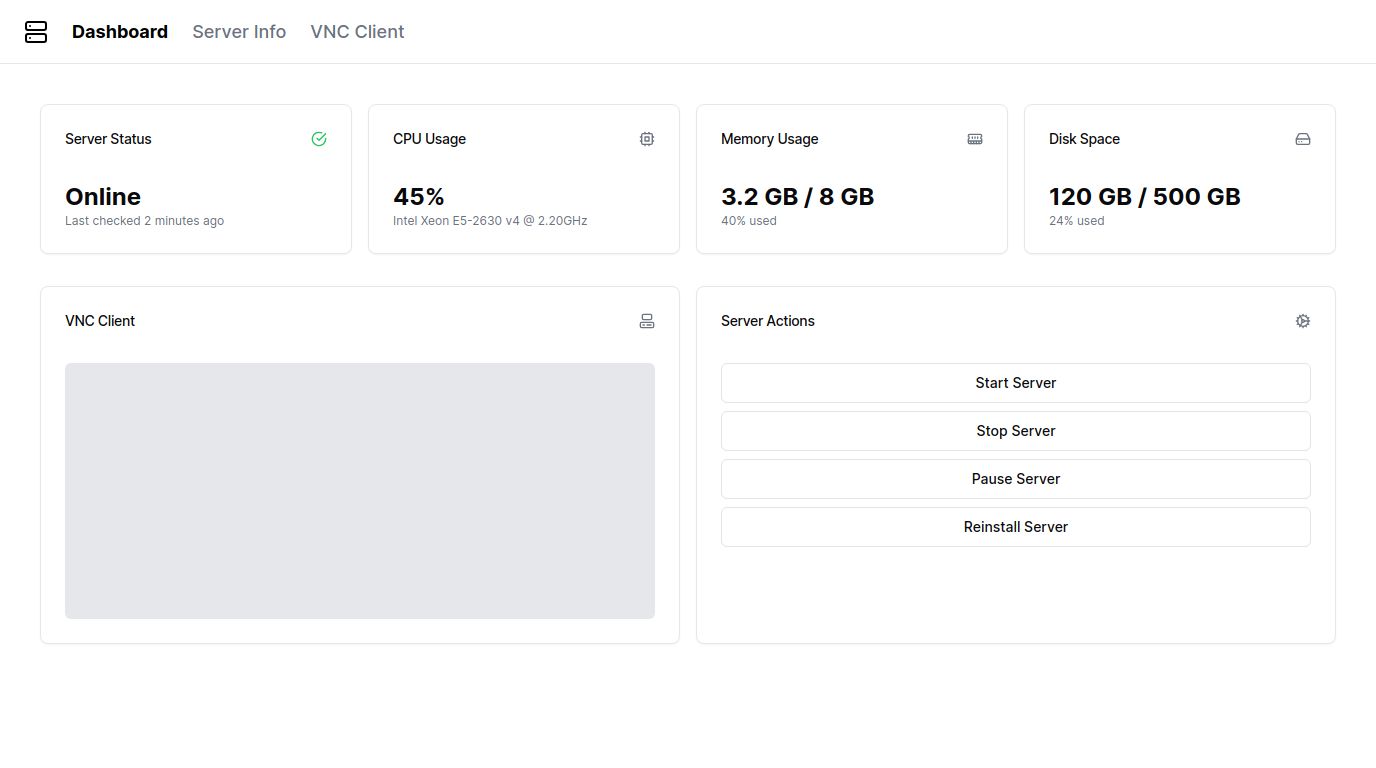 Dashboard Server Info VNC Client
Server Status
Online
Last checked 2 minutes ago
CPU Usage
45%
Intel Xeon E5-2630 v4 @ 2.20GHz
Memory Usage
3.2 GB / 8 GB
40% used
Disk Space
120 GB / 500 GB
24% used
VNC Client
Server Actions
Start Server
Stop Server
Pause Server
Reinstall Server